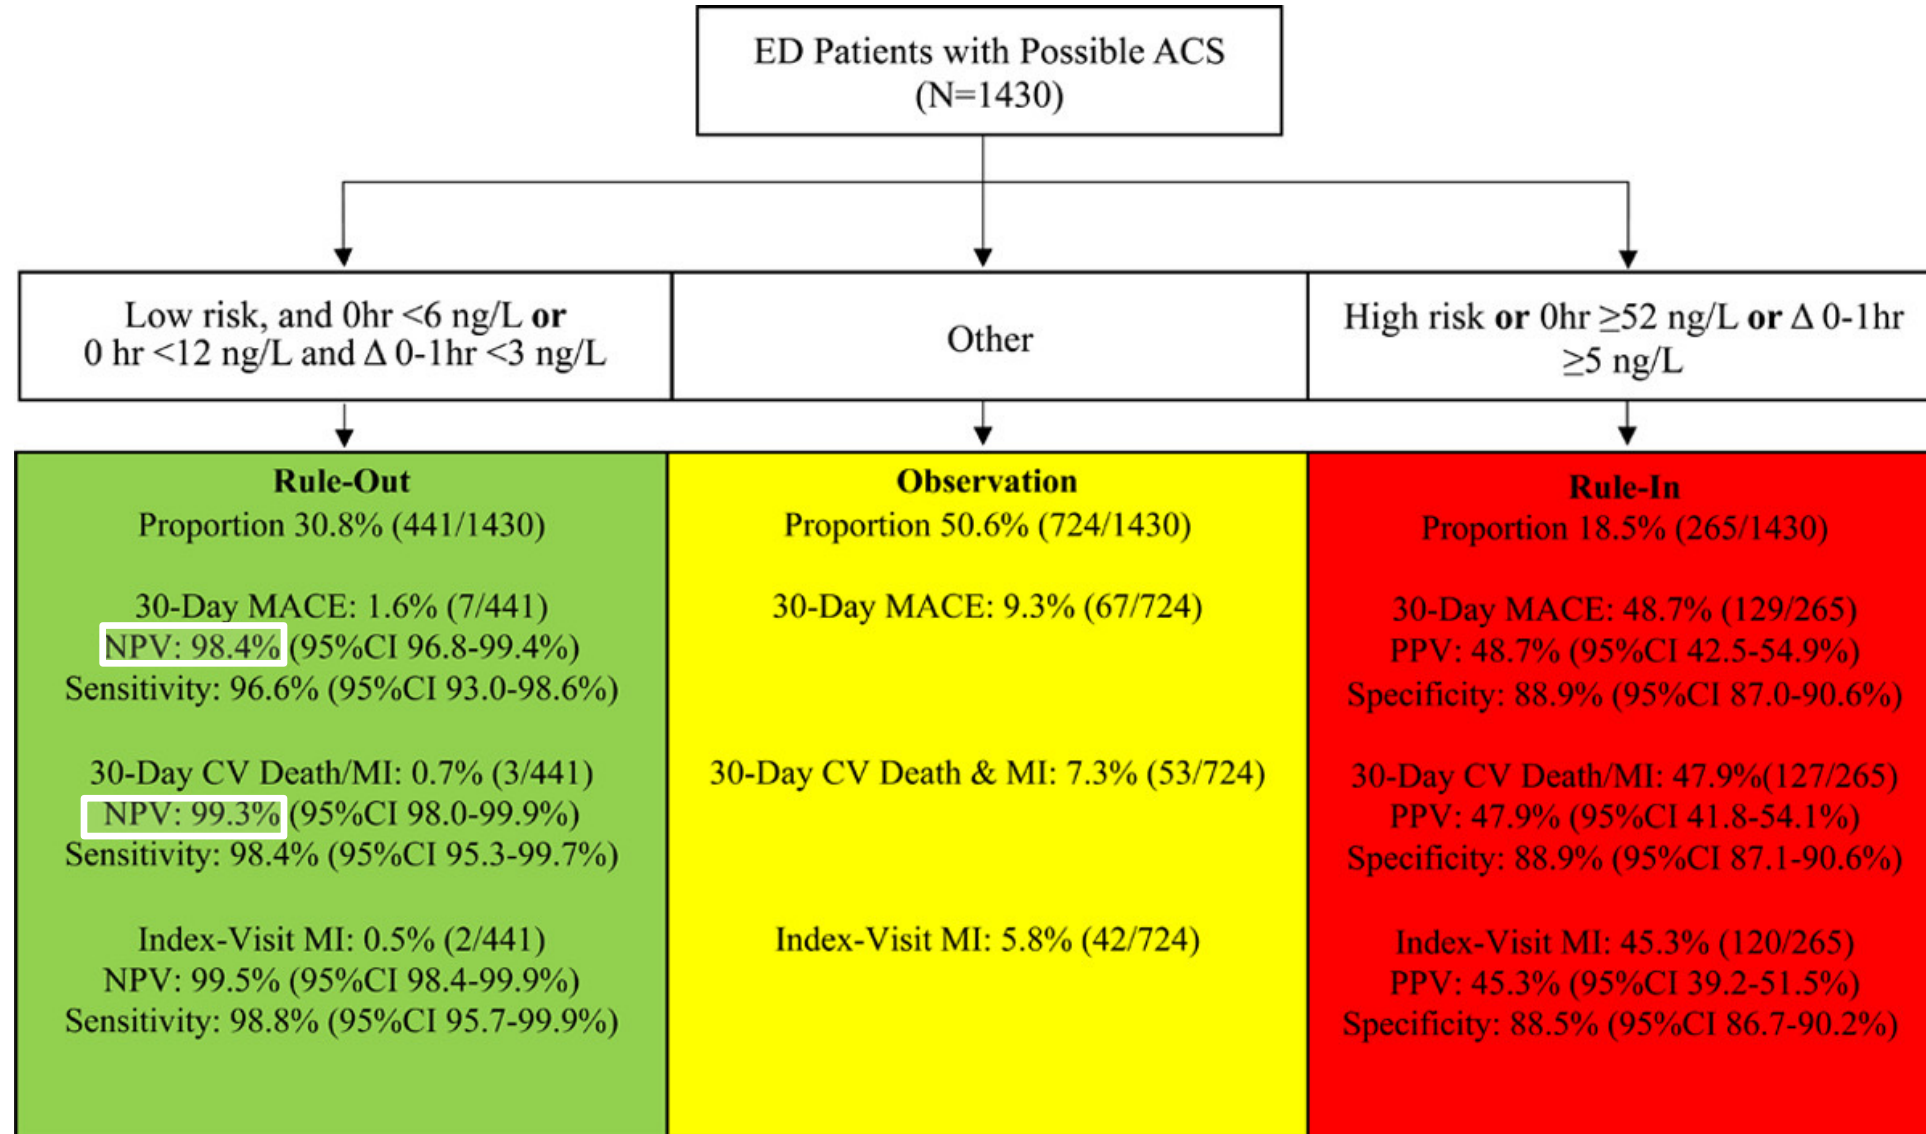 ED Patients with Possible ACS
(N=1430)
Low risk, and 0hr <6 ng/L or
0 hr <12 ng/L and Δ 0-1hr <3 ng/L
Other
High risk or 0hr ≥52 ng/L or Δ 0-1hr
≥5 ng/L
Rule-Out
Proportion 30.8% (441/1430)
30-Day MACE: 1.6% (7/441)
NPV: 98.4% (95%CI 96.8-99.4%)
Sensitivity: 96.6% (95%CI 93.0-98.6%)
30-Day CV Death/MI: 0.7% (3/441)
NPV: 99.3% (95%CI 98.0-99.9%)
Sensitivity: 98.4% (95%CI 95.3-99.7%)
Index-Visit MI: 0.5% (2/441)
NPV: 99.5% (95%CI 98.4-99.9%)
Sensitivity: 98.8% (95%CI 95.7-99.9%)
Observation
Proportion 50.6% (724/1430)
30-Day MACE: 9.3% (67/724)
30-Day CV Death & MI: 7.3% (53/724)
Index-Visit MI: 5.8% (42/724)
Rule-In
Proportion 18.5% (265/1430)
30-Day MACE: 48.7% (129/265)
PPV: 48.7% (95%CI 42.5-54.9%)
Specificity: 88.9% (95%CI 87.0-90.6%)
30-Day CV Death/MI: 47.9%(127/265)
PPV: 47.9% (95%CI 41.8-54.1%)
Specificity: 88.9% (95%CI 87.1-90.6%)
Index-Visit MI: 45.3% (120/265)
PPV: 45.3% (95%CI 39.2-51.5%)
Specificity: 88.5% (95%CI 86.7-90.2%)